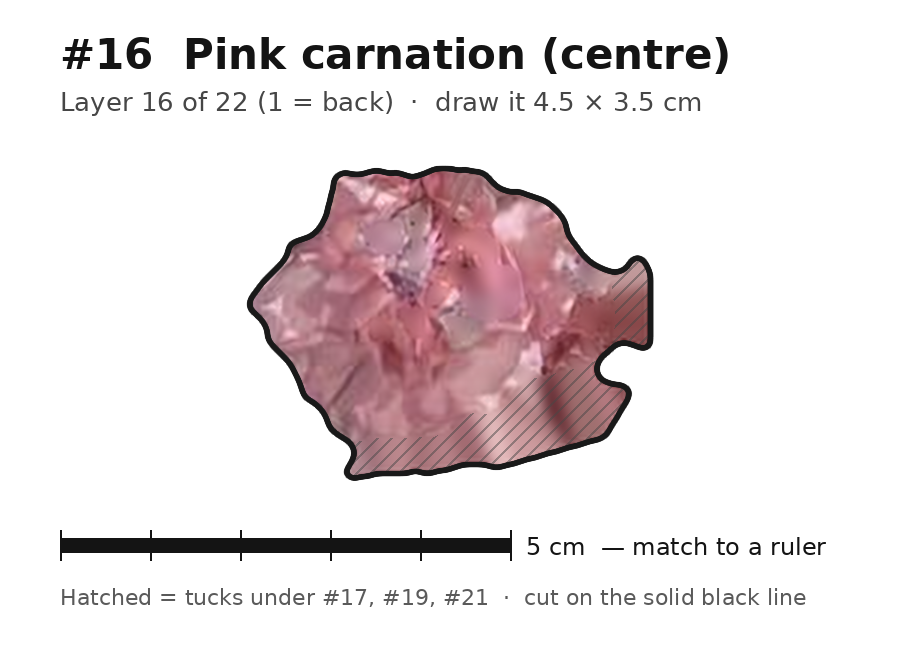 #16 Pink carnation (centre)
Layer 16 of 22 (1 = back) · draw it 4.5 × 3.5 cm
5 cm — match to a ruler
Hatched = tucks under #17, #19, #21 · cut on the solid black line